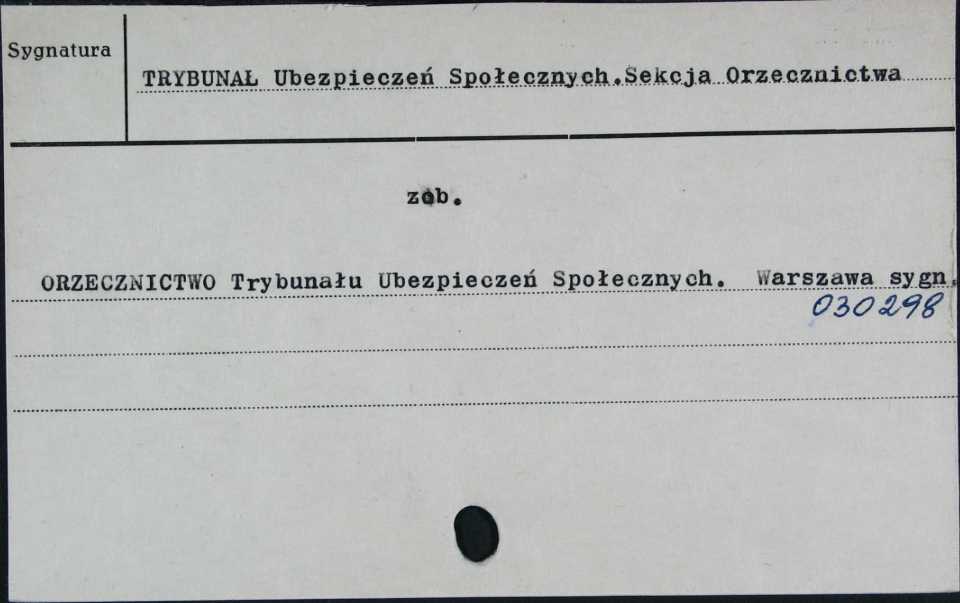 Sygnatura
TRYBUNAŁ Ubezpieczeń Społecznych.Sekcja Orzecznictwa
zob.
ORZECZNICTWO Trybunału Ubezpieczeń Społecznych. Warszawa sygn.
030298